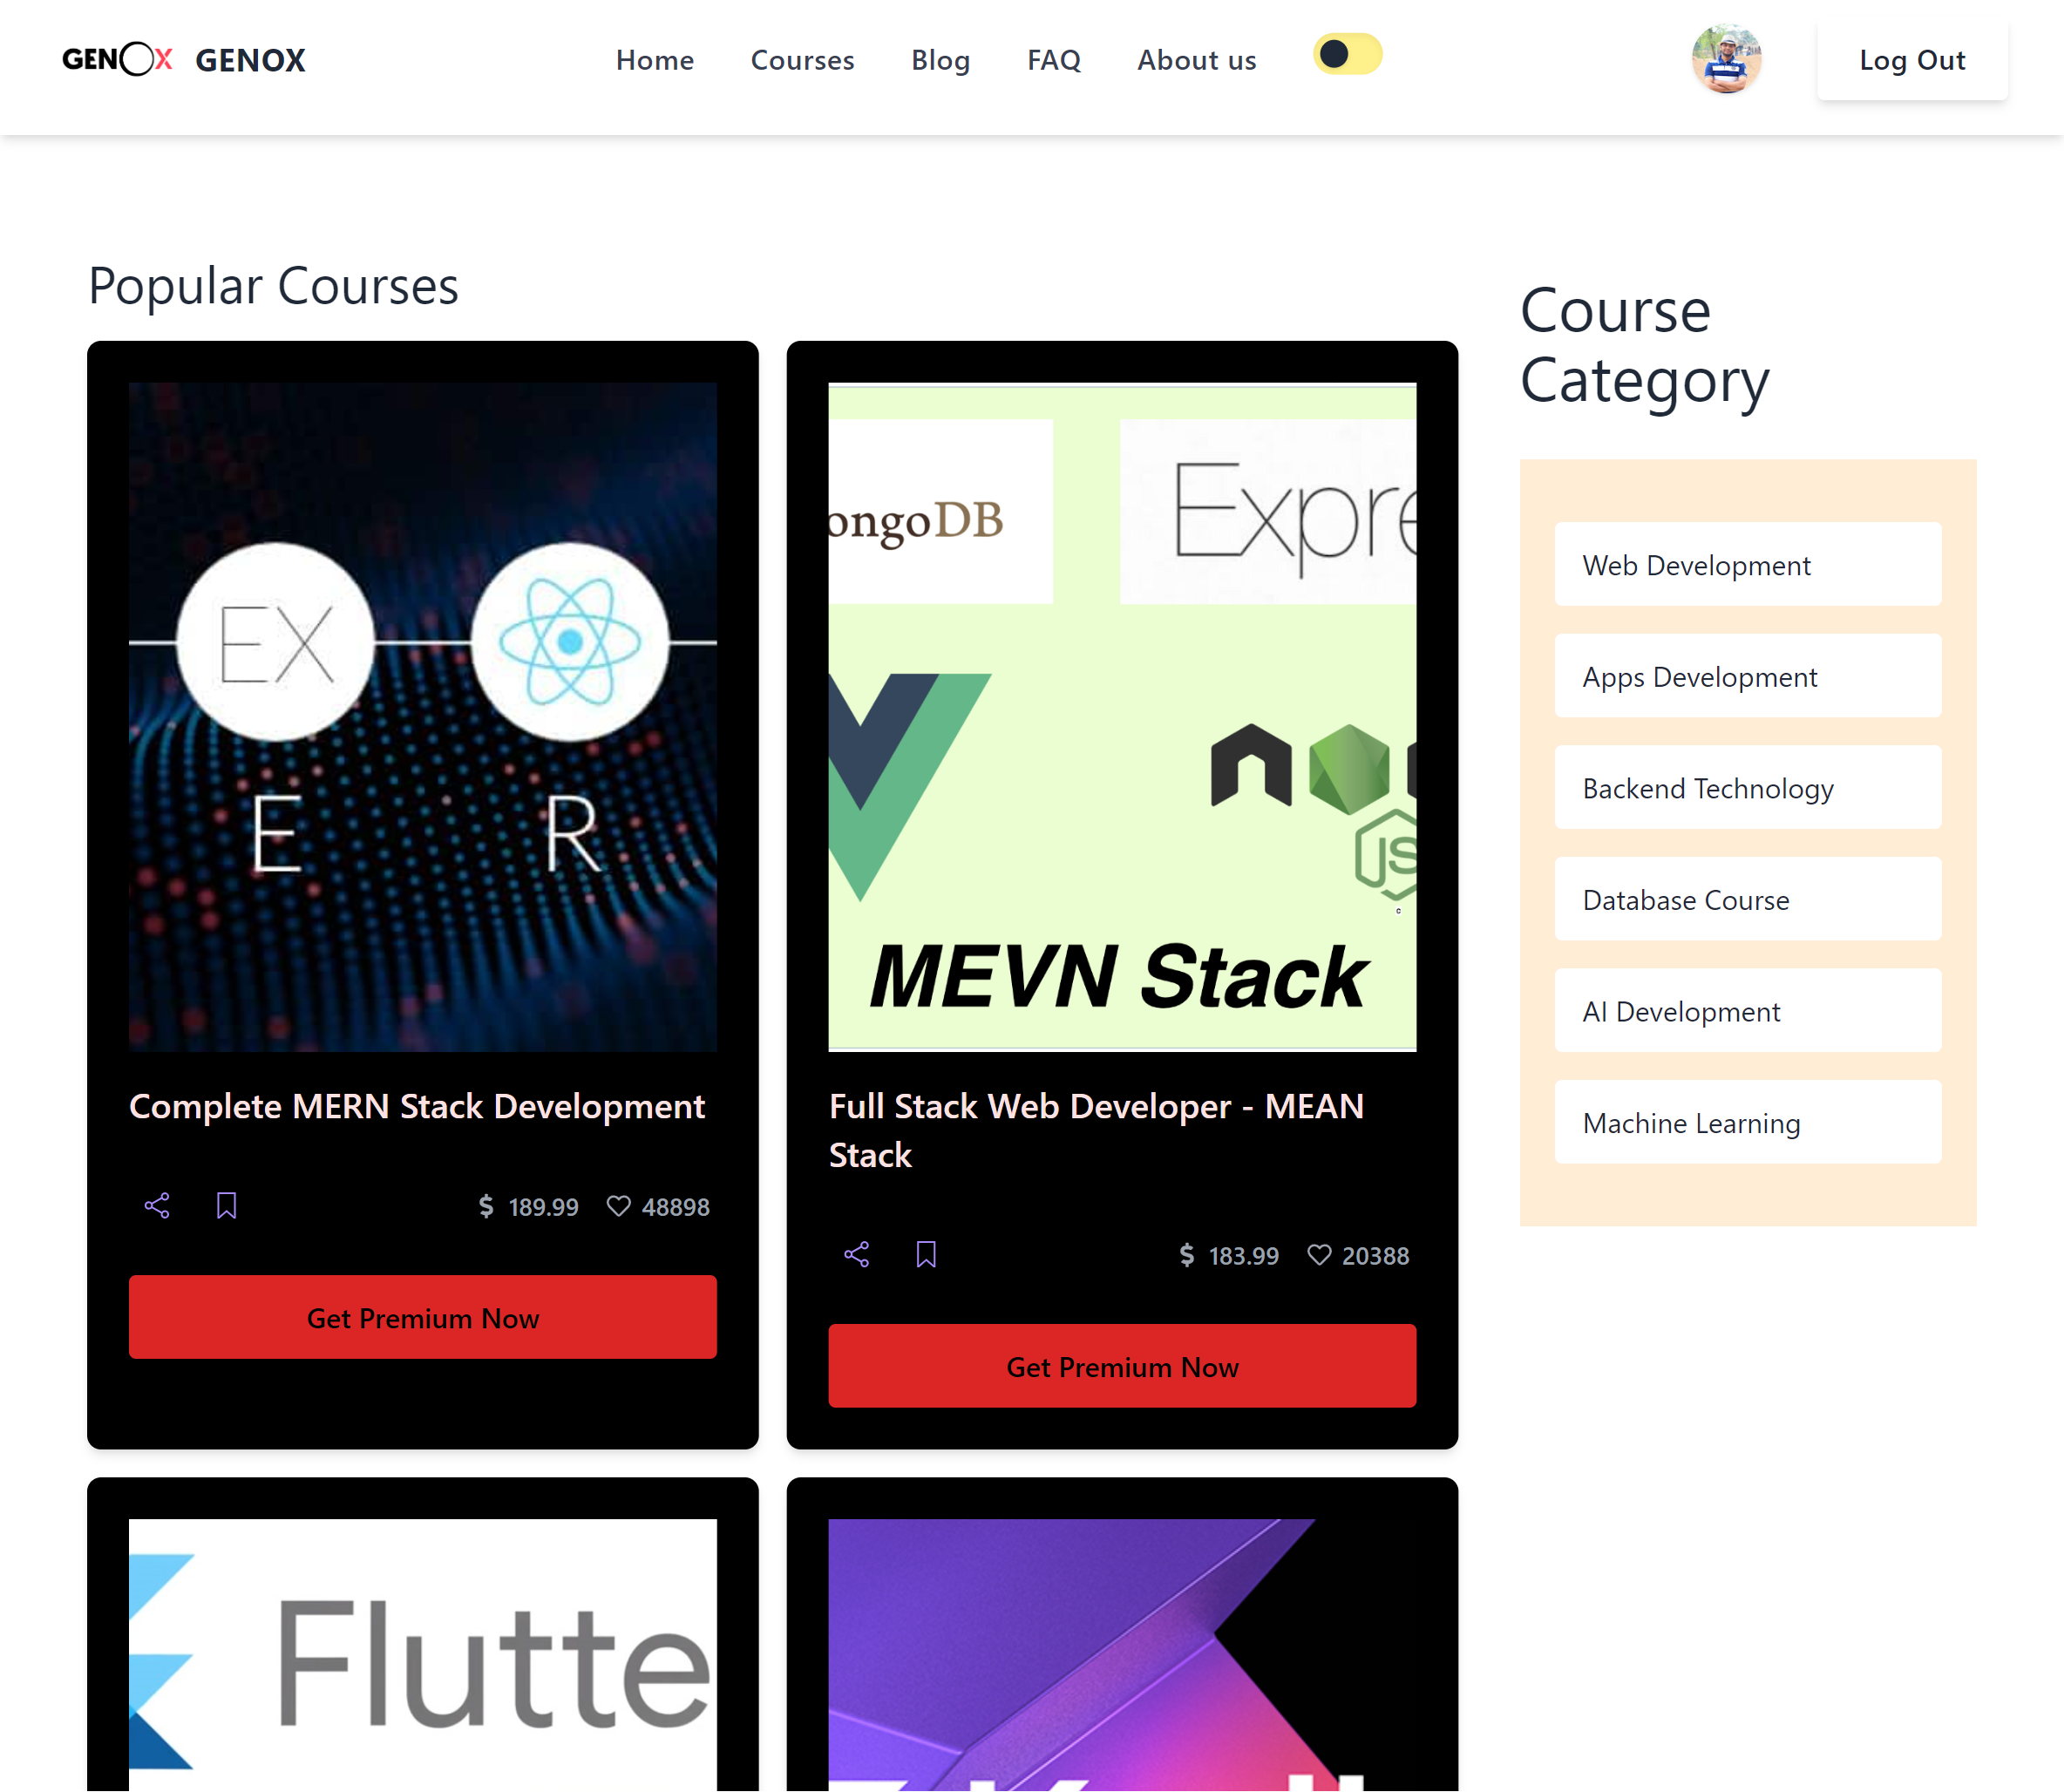 GENOX GENOX
Home Courses Blog FAQ About us
Log Out
Popular Courses
EX
E R
Complete MERN Stack Development
$ 189.99 48898
Get Premium Now
ongoDB
Expre
JS
MEVN Stack
Full Stack Web Developer - MEAN
Stack
$ 183.99 20388
Get Premium Now
Course
Category
Web Development
Apps Development
Backend Technology
Database Course
AI Development
Machine Learning
Flutte